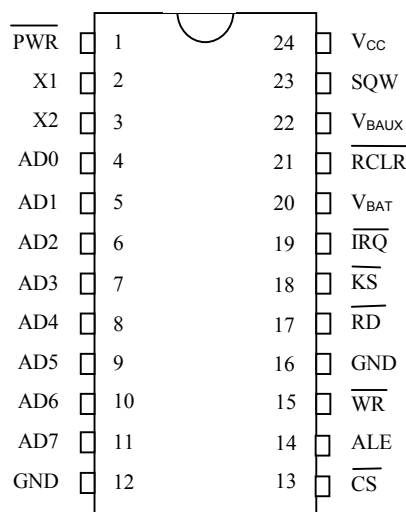 PWR 1 24 VCC
X1 2 23 SQW
X2 3 22 VBAUX
AD0 4 21 RCLR
AD1 5 20 VBAT
AD2 6 19 IRQ
AD3 7 18 KS
AD4 8 17 RD
AD5 9 16 GND
AD6 10 15 WR
AD7 11 14 ALE
GND 12 13 CS